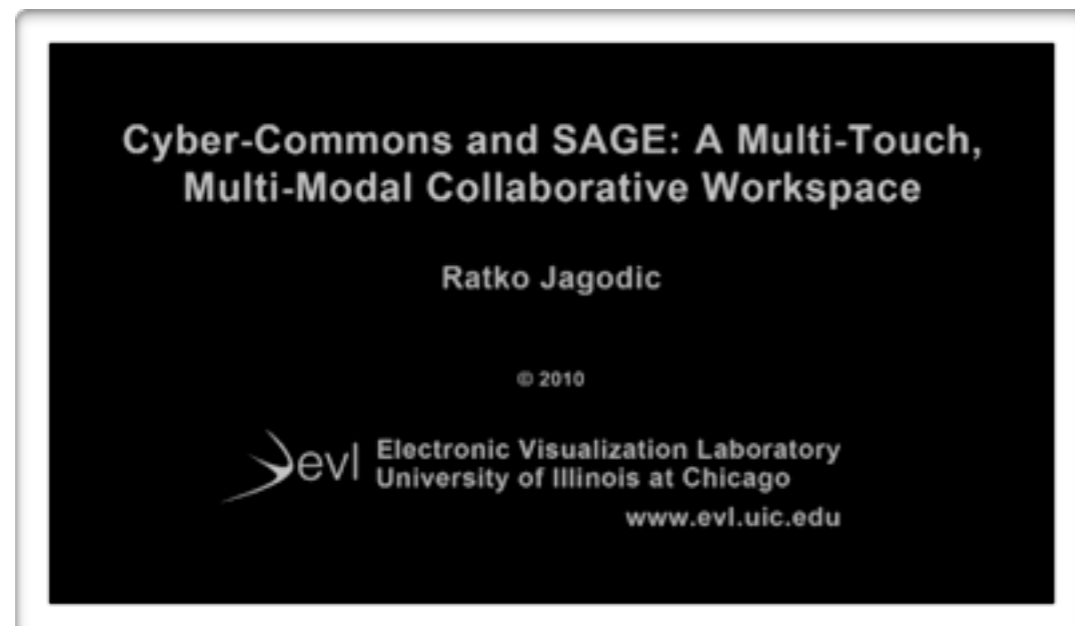 Cyber-Commons and SAGE: A Multi-Touch,
Multi-Modal Collaborative Workspace
Ratko Jagodic
© 2010
evl
Electronic Visualization Laboratory
University of Illinois at Chicago
www.evl.uic.edu